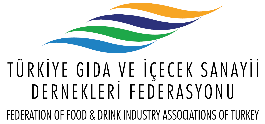 TÜRKİYE GIDA VE İÇECEK SANAYİİ
DERNEKLERİ FEDERASYONU
FEDERATION OF FOOD & DRINK INDUSTRY ASSOCIATIONS OF TURKEY